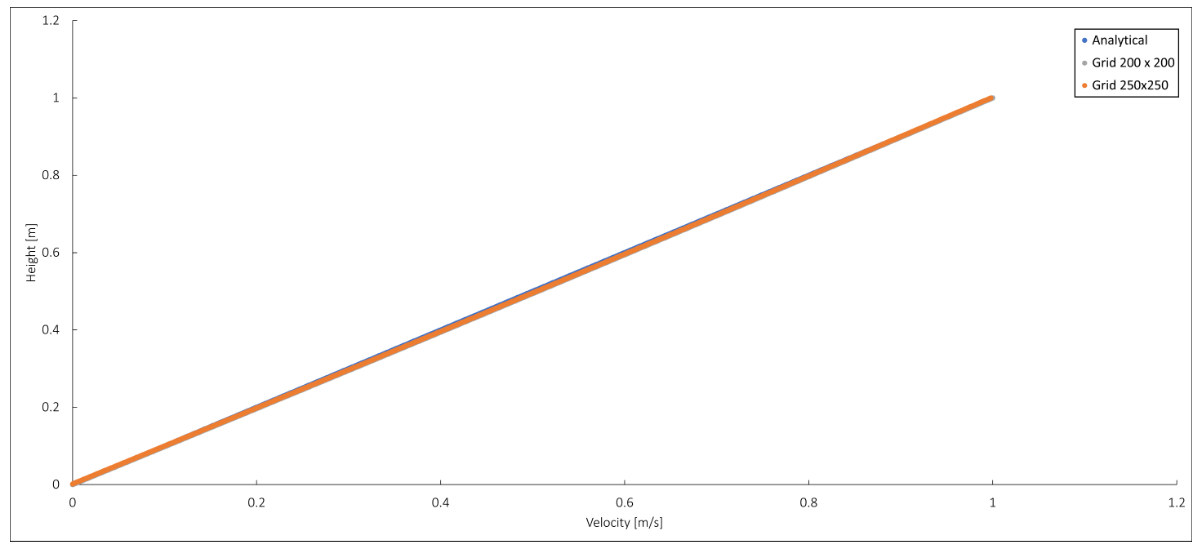 1.2
1
0.8
0.6
0.4
0.2
0
Height [m]
0
0.2
0.4
0.6
0.8
1
1.2
Velocity [m/s]
Analytical
Grid 200 x 200
Grid 250x250